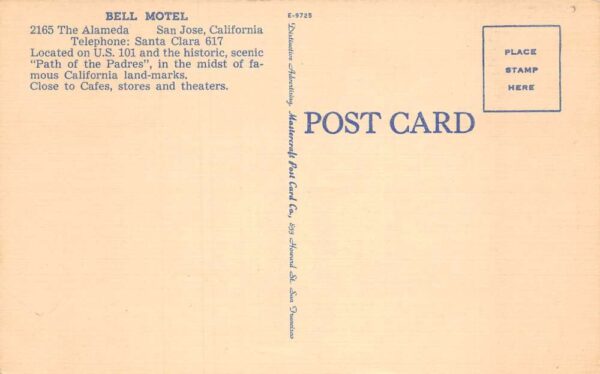 BELL MOTEL
2165 The Alameda San Jose, California
Telephone: Santa Clara 617
Located on U.S. 101 and the historic, scenic
"Path of the Padres", in the midst of fa-
mous California land-marks.
Close to Cafes, stores and theaters.
E-9725
Distinctive Advertising, Mastercraft Post Card Co., 893 Howard St. San Francisco
POST CARD
PLACE
STAMP
HERE